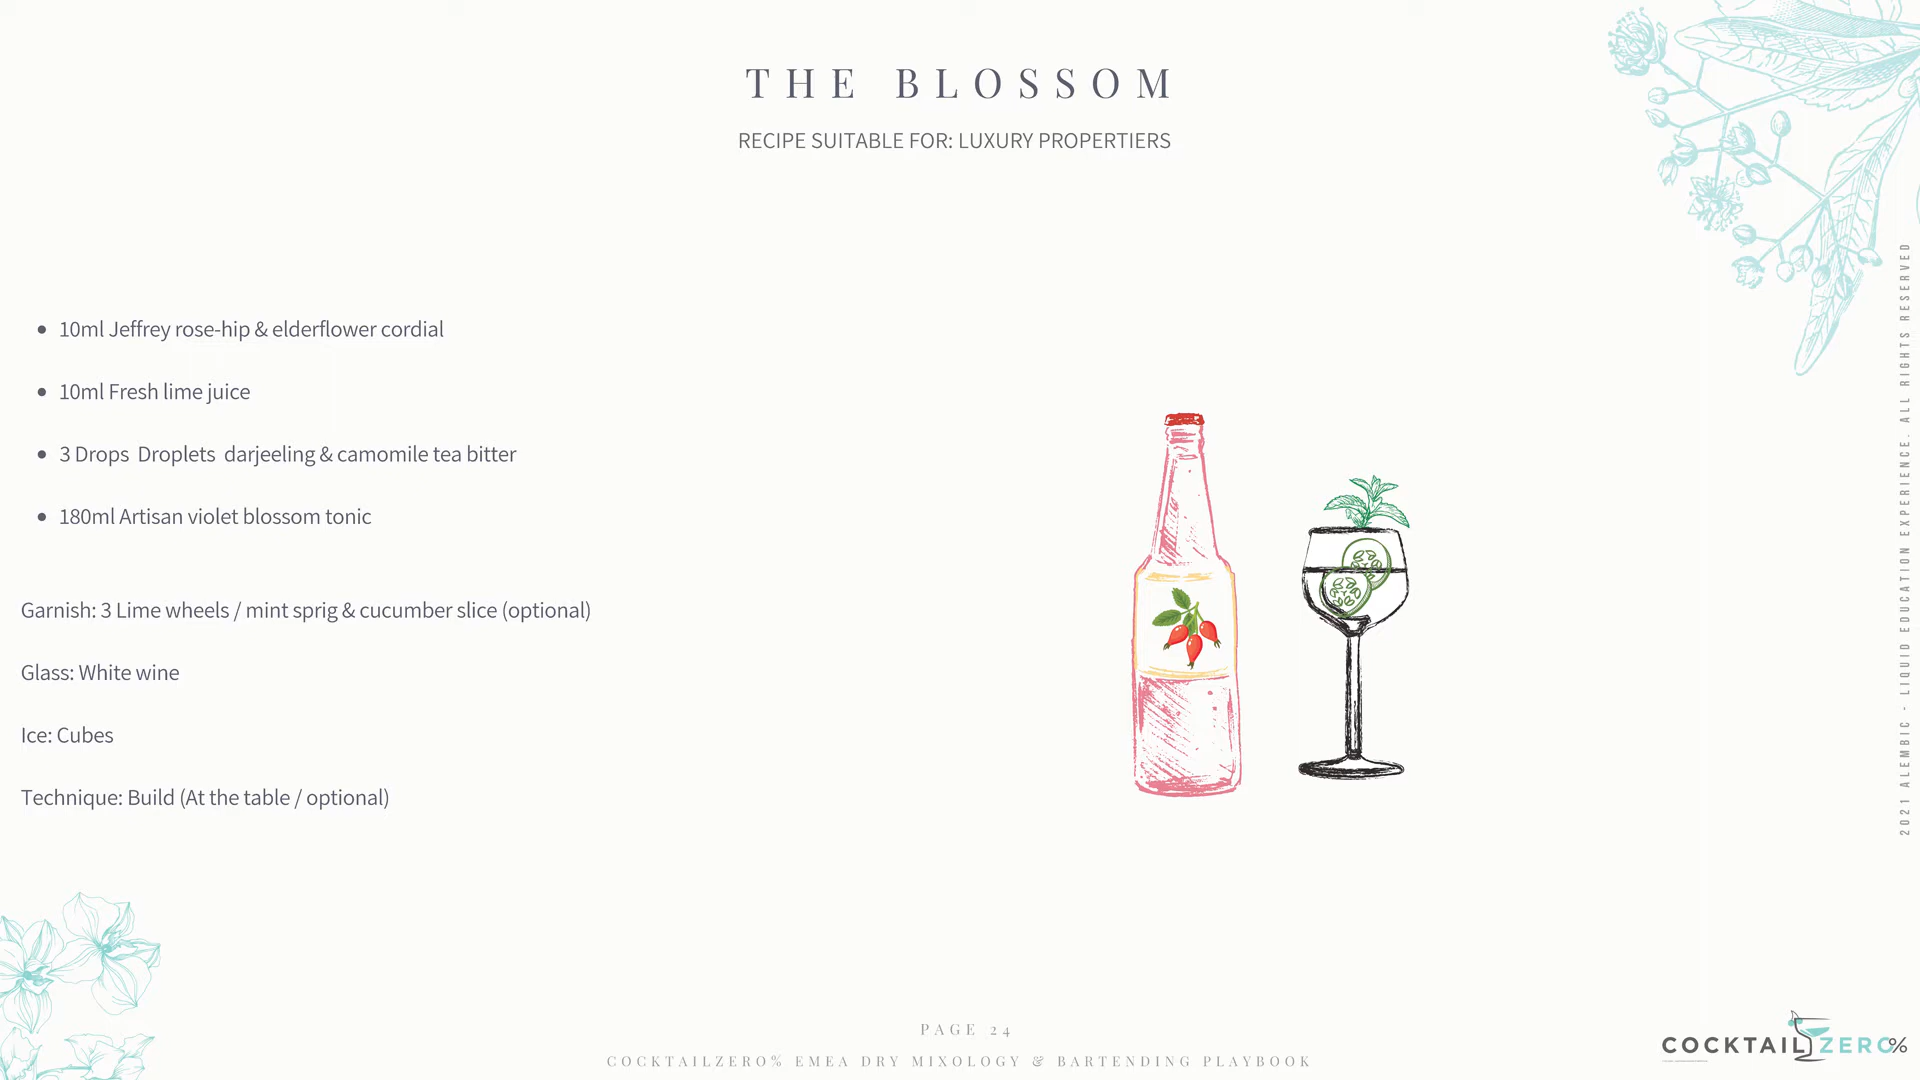 THE BLOSSOM
RECIPE SUITABLE FOR: LUXURY PROPERTIERS
10ml Jeffrey rose-hip & elderflower cordial
10ml Fresh lime juice
3 Drops Droplets darjeeling & camomile tea bitter
180ml Artisan violet blossom tonic
Garnish: 3 Lime wheels / mint sprig & cucumber slice (optional)
Glass: White wine
Ice: Cubes
Technique: Build (At the table / optional)
2021 ALEMBIC - LIQUID EDUCATION EXPERIENCE. ALL RIGHTS RESERVED
PAGE 24
COCKTAILZERO% EMEA DRY MIXOLOGY & BARTENDING PLAYBOOK
COCKTAIL ZERO%